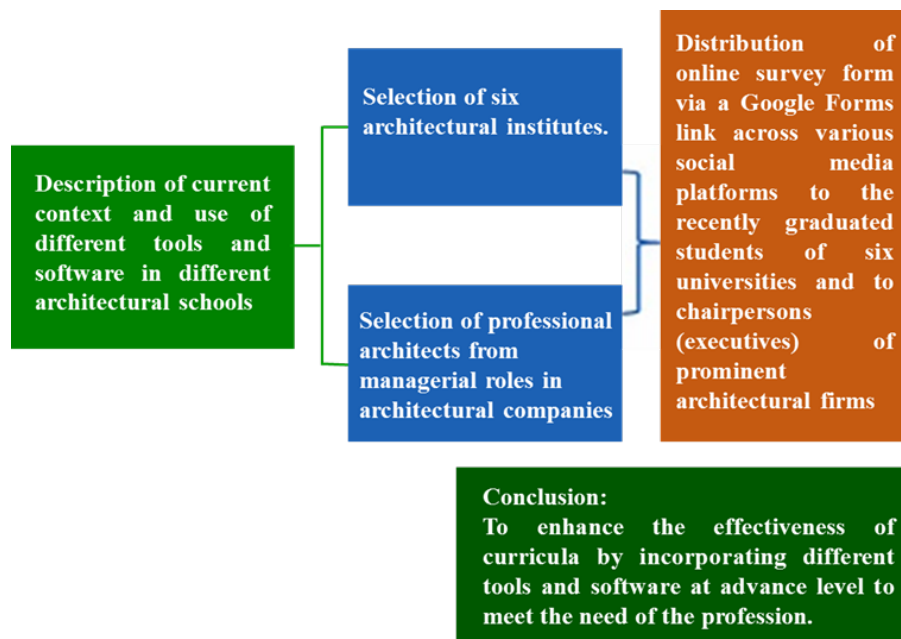 Description of current
context and use of
different tools and
software in different
architectural schools
Selection of six
architectural institutes.
Selection of professional
architects from
managerial roles in
architectural companies
Distribution of
online survey form
via a Google Forms
link across various
social media
platforms to the
recently graduated
students of six
universities and to
chairpersons
(executives) of
prominent
architectural firms
Conclusion:
To enhance the effectiveness of
curricula by incorporating different
tools and software at advance level to
meet the need of the profession.